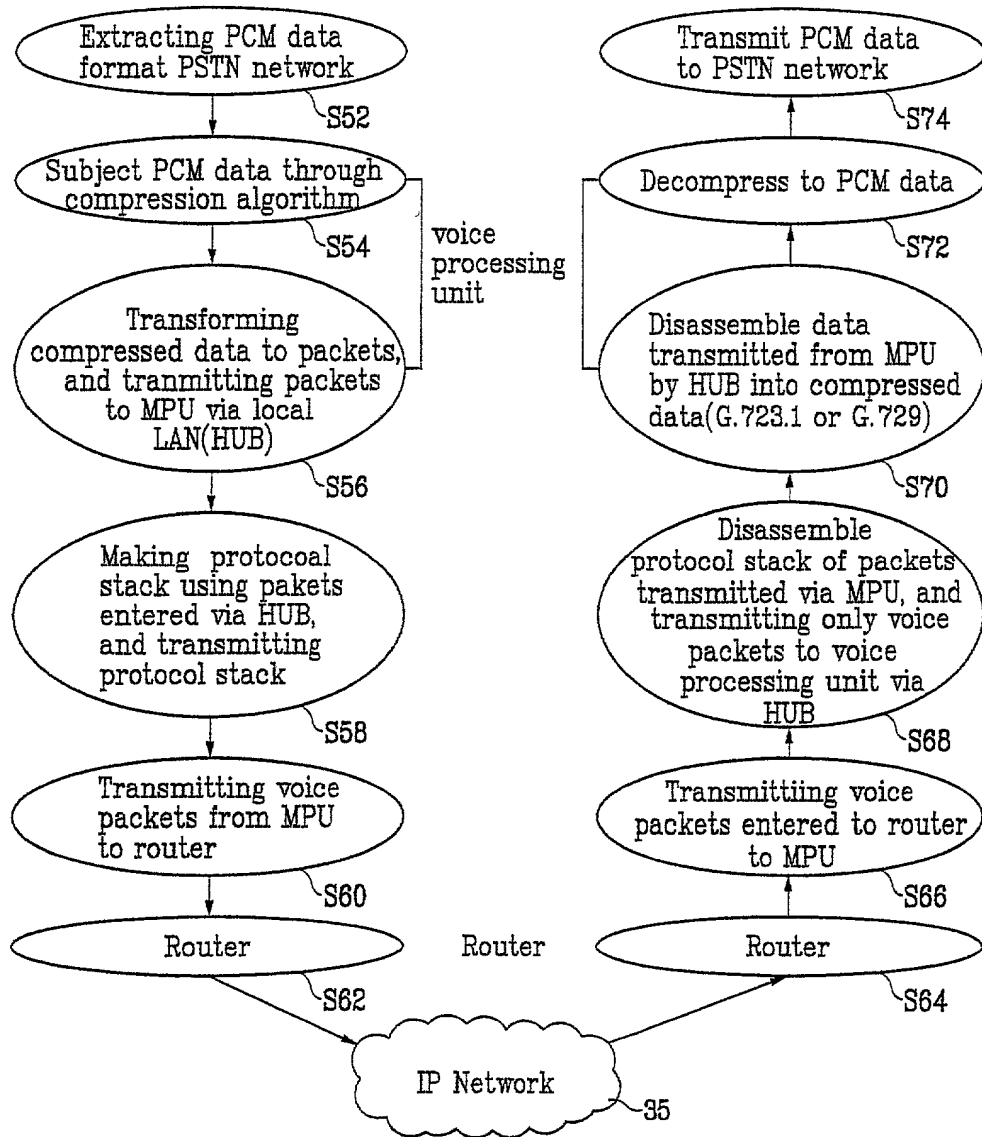 Extracting PCM data
format PSTN network
S52
Subject PCM data through
compression algorithm
S54
Transforming
compressed data to packets,
and tranmitting packets
to MPU via local
LAN(HUB)
S56
voice
processing
unit
Making protocoal
stack using pakets
entered via HUB,
and transmitting
protocol stack
S58
Transmitting voice
packets from MPU
to router
S60
Router
S62
Router
IP Network
35
Router
S64
Transmittiing voice
packets entered to router
to MPU
S66
Disassemble
protocol stack of packets
transmitted via MPU, and
transmitting only voice
packets to voice
processing unit via
HUB
S68
Disassemble data
transmitted from MPU
by HUB into compressed
data(G.723.1 or G.729)
S70
Decompress to PCM data
S72
Transmit PCM data
to PSTN network
S74